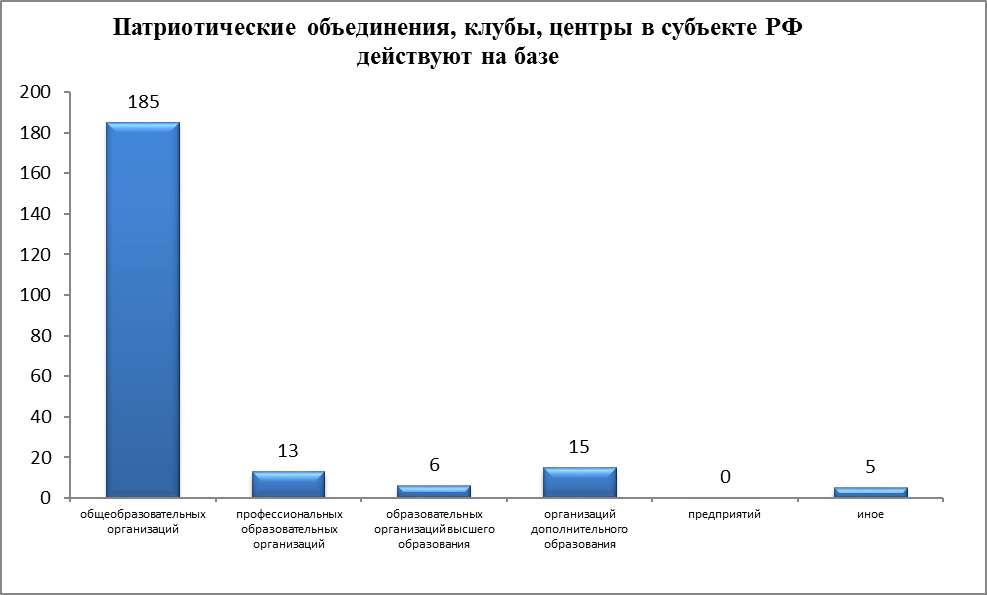 Патриотические объединения, клубы, центры в субъекте РФ
действуют на базе
200
180
160
140
120
100
80
60
40
20
0
185
13
6
15
0
5
общеобразовательных
организаций
профессиональных
образовательных
организаций
образовательных
организаций высшего
образования
организаций
дополнительного
образования
предприятий
иное